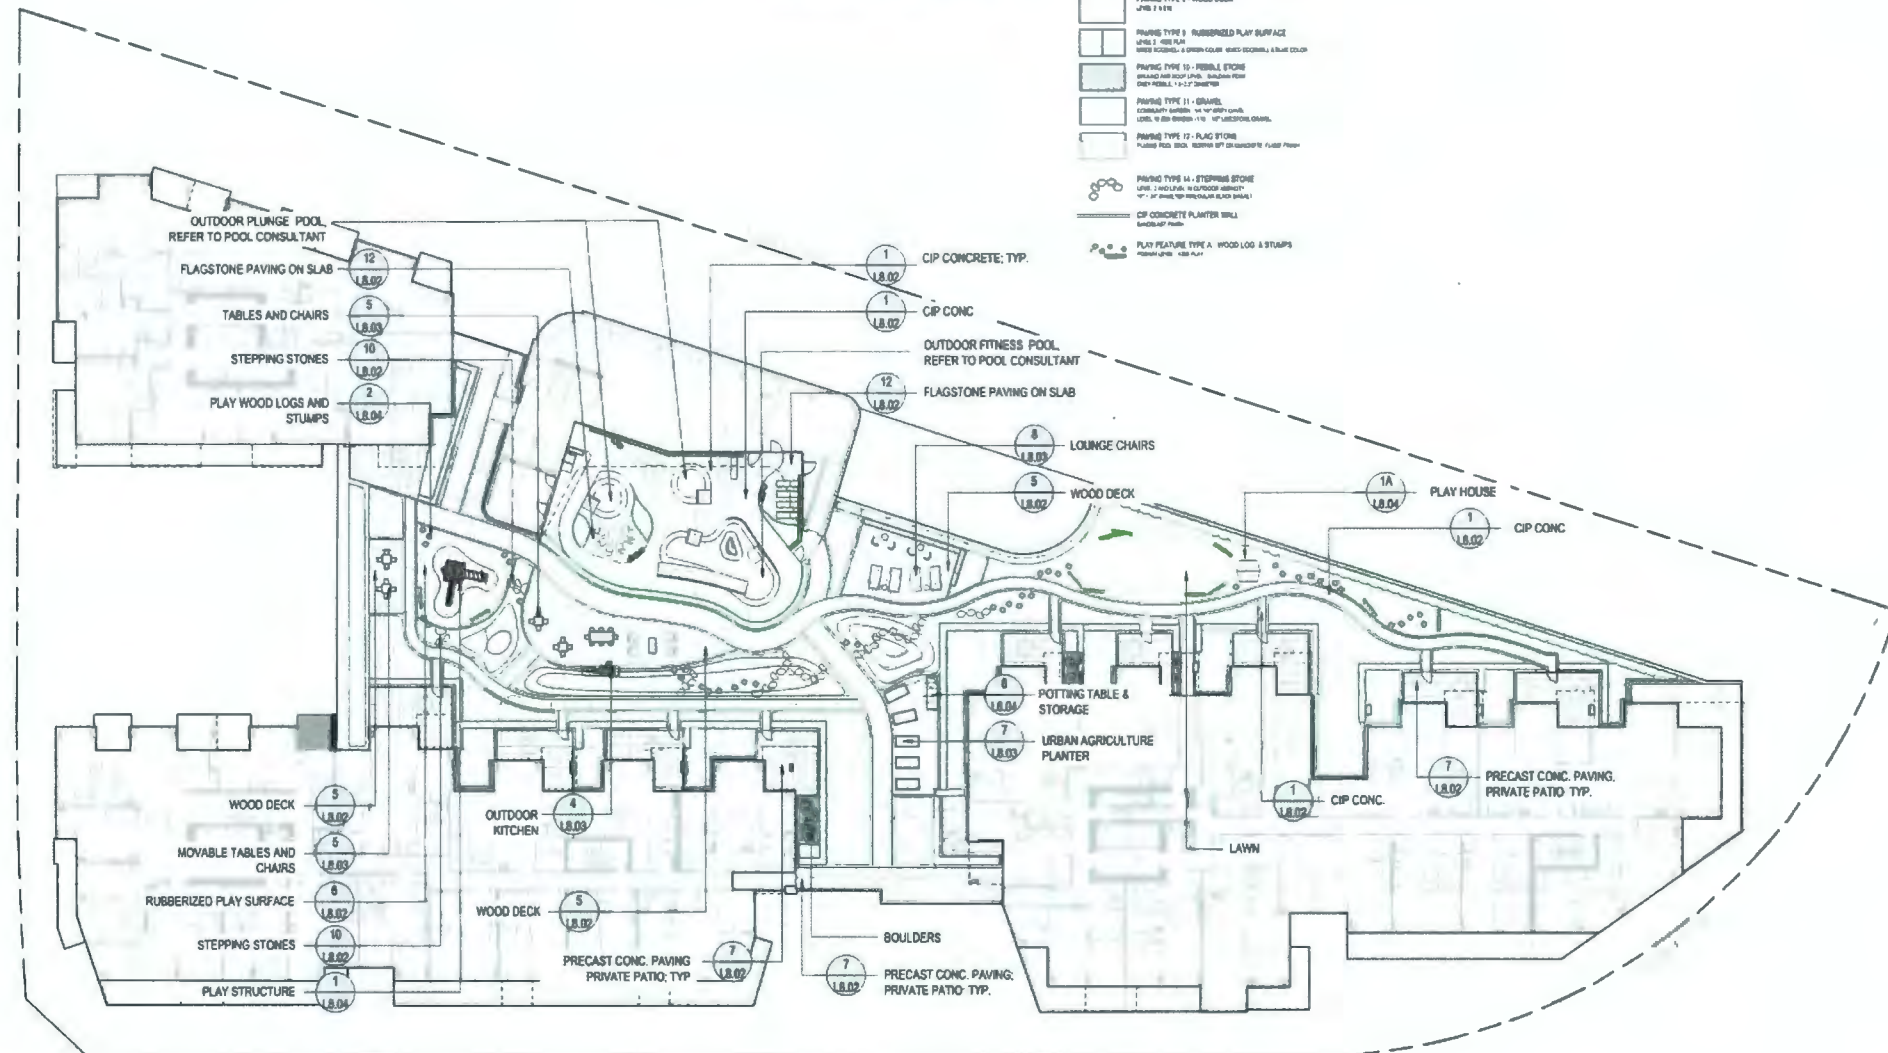 PAVING TYPE 9 - RUBBERIZED PLAY SURFACE
PAVING TYPE 10 - PEBBLE STONE
PAVING TYPE 11 - GRAVEL
PAVING TYPE 12 - FLAG STONE
PAVING TYPE 14 - STEPPING STONE
CIP CONCRETE PLANTER WALL
PLAY FEATURE TYPE A - WOOD LOG & STUMPS
OUTDOOR PLUNGE POOL,
REFER TO POOL CONSULTANT
FLAGSTONE PAVING ON SLAB
12
L8.02
TABLES AND CHAIRS
5
L8.03
STEPPING STONES
10
L8.02
PLAY WOOD LOGS AND
STUMPS
2
L8.04
1
L8.02
CIP CONCRETE; TYP.
1
L8.02
CIP CONC
OUTDOOR FITNESS POOL,
REFER TO POOL CONSULTANT
12
L8.02
FLAGSTONE PAVING ON SLAB
8
L8.03
LOUNGE CHAIRS
5
L8.02
WOOD DECK
1A
L8.04
PLAY HOUSE
1
L8.02
CIP CONC
6
L8.04
POTTING TABLE &
STORAGE
7
L8.03
URBAN AGRICULTURE
PLANTER
7
L8.02
PRECAST CONC. PAVING,
PRIVATE PATIO TYP.
1
L8.02
CIP CONC.
LAWN
WOOD DECK
5
L8.02
MOVABLE TABLES AND
CHAIRS
5
L8.03
RUBBERIZED PLAY SURFACE
6
L8.02
STEPPING STONES
10
L8.02
PLAY STRUCTURE
1
L8.04
OUTDOOR
KITCHEN
4
L8.03
WOOD DECK
5
L8.02
PRECAST CONC. PAVING
PRIVATE PATIO; TYP
7
L8.02
BOULDERS
7
L8.02
PRECAST CONC. PAVING;
PRIVATE PATIO TYP.